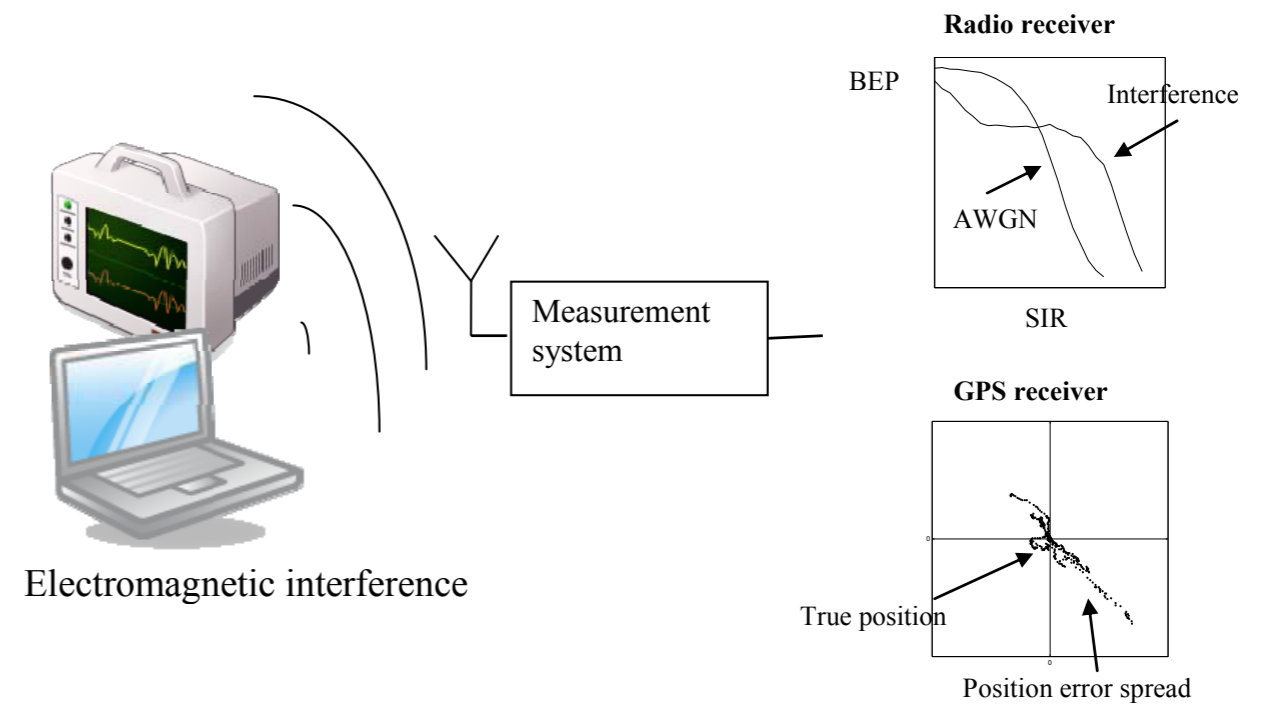 Radio receiver
BEP
Interference
AWGN
SIR
Measurement
system
GPS receiver
0
True position
0
Position error spread
Electromagnetic interference